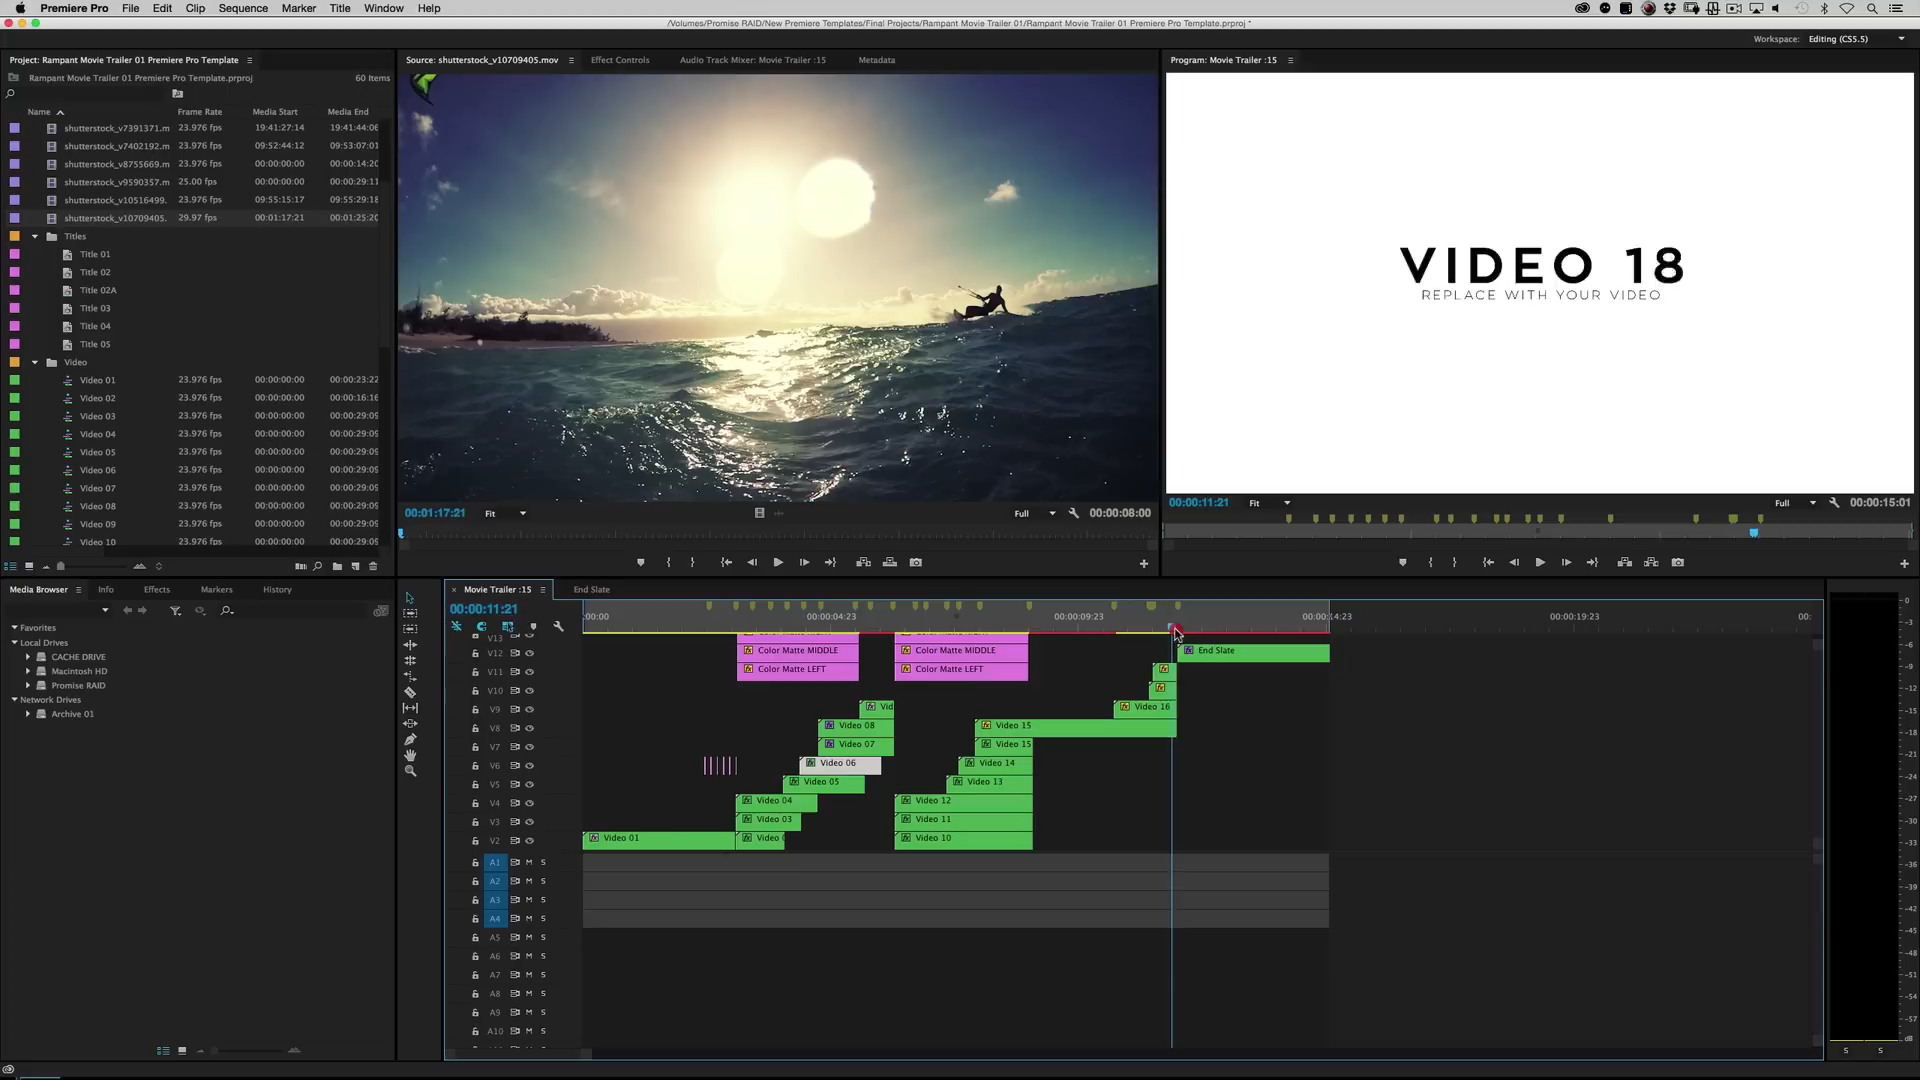 Premiere Pro File Edit Clip Sequence Marker Title Window Help
/Volumes/Promise RAID/New Premiere Templates/Final Projects/Rampant Movie Trailer 01/Rampant Movie Trailer 01 Premiere Pro Template.prproj *
Workspace: Editing (CS5.5)
Project: Rampant Movie Trailer 01 Premiere Pro Template
Rampant Movie Trailer 01 Premiere Pro Template.prproj 60 Items
Name Frame Rate Media Start Media End
shutterstock_v7391371.m 23.976 fps 19:41:27:14 19:41:44:06
shutterstock_v7402192.m 23.976 fps 09:52:44:12 09:53:07:01
shutterstock_v8755669.m 23.976 fps 00:00:00:00 00:00:14:20
shutterstock_v9590357.m 25.00 fps 00:00:00:00 00:00:29:11
shutterstock_v10516499. 23.976 fps 09:55:15:17 09:55:29:18
shutterstock_v10709405. 29.97 fps 00:01:17:21 00:01:25:20
Titles
Title 01
Title 02
Title 02A
Title 03
Title 04
Title 05
Video
Video 01 23.976 fps 00:00:00:00 00:00:23:22
Video 02 23.976 fps 00:00:00:00 00:00:16:16
Video 03 23.976 fps 00:00:00:00 00:00:29:09
Video 04 23.976 fps 00:00:00:00 00:00:29:09
Video 05 23.976 fps 00:00:00:00 00:00:29:09
Video 06 23.976 fps 00:00:00:00 00:00:29:09
Video 07 23.976 fps 00:00:00:00 00:00:29:09
Video 08 23.976 fps 00:00:00:00 00:00:29:09
Video 09 23.976 fps 00:00:00:00 00:00:29:09
Video 10 23.976 fps 00:00:00:00 00:00:29:09
Source: shutterstock_v10709405.mov Effect Controls Audio Track Mixer: Movie Trailer :15 Metadata
00:01:17:21 Fit Full 00:00:08:00
Program: Movie Trailer :15
VIDEO 18
REPLACE WITH YOUR VIDEO
00:00:11:21 Fit Full 00:00:15:01
Media Browser Info Effects Markers History
Favorites
Local Drives
CACHE DRIVE
Macintosh HD
Promise RAID
Network Drives
Archive 01
Movie Trailer :15 End Slate
00:00:11:21
:00:00 00:00:04:23 00:00:09:23 00:00:14:23 00:00:19:23 00:
V13
V12 Color Matte MIDDLE Color Matte MIDDLE End Slate
V11 Color Matte LEFT Color Matte LEFT
V10
V9 Vid Video 16
V8 Video 08 Video 15
V7 Video 07 Video 15
V6 Video 06 Video 14
V5 Video 05 Video 13
V4 Video 04 Video 12
V3 Video 03 Video 11
V2 Video 01 Video Video 10
A1 M S
A2 M S
A3 M S
A4 M S
A5 M S
A6 M S
A7 M S
A8 M S
A9 M S
A10 M S
0
-3
-6
-9
-12
-15
-18
-21
-24
-27
-30
-33
-36
-39
-42
-45
-48
-51
-54
-57
dB
S S